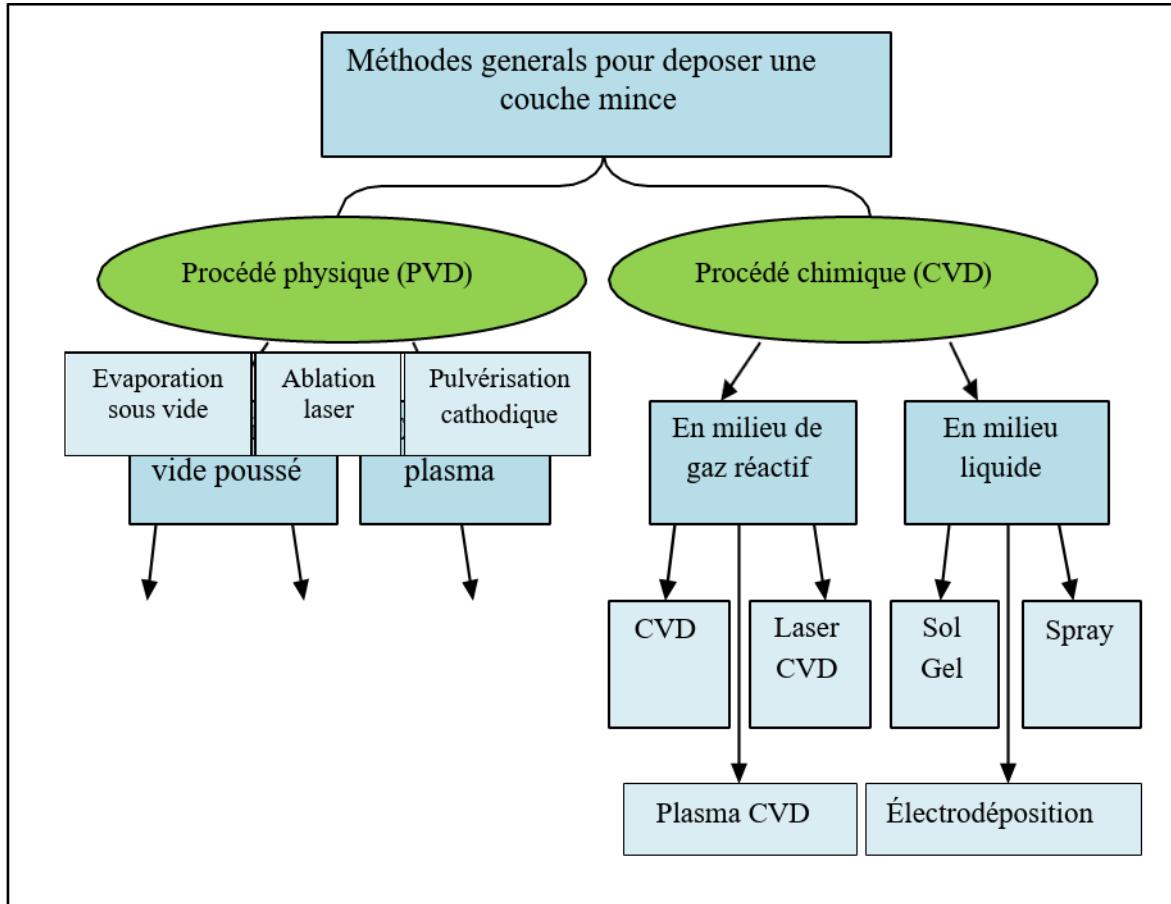 Méthodes generals pour deposer une
couche mince
Procédé physique (PVD)
Procédé chimique (CVD)
Evaporation
sous vide
Ablation
laser
Pulvérisation
cathodique
vide poussé
plasma
En milieu de
gaz réactif
En milieu
liquide
CVD
Laser
CVD
Sol
Gel
Spray
Plasma CVD
Électrodéposition